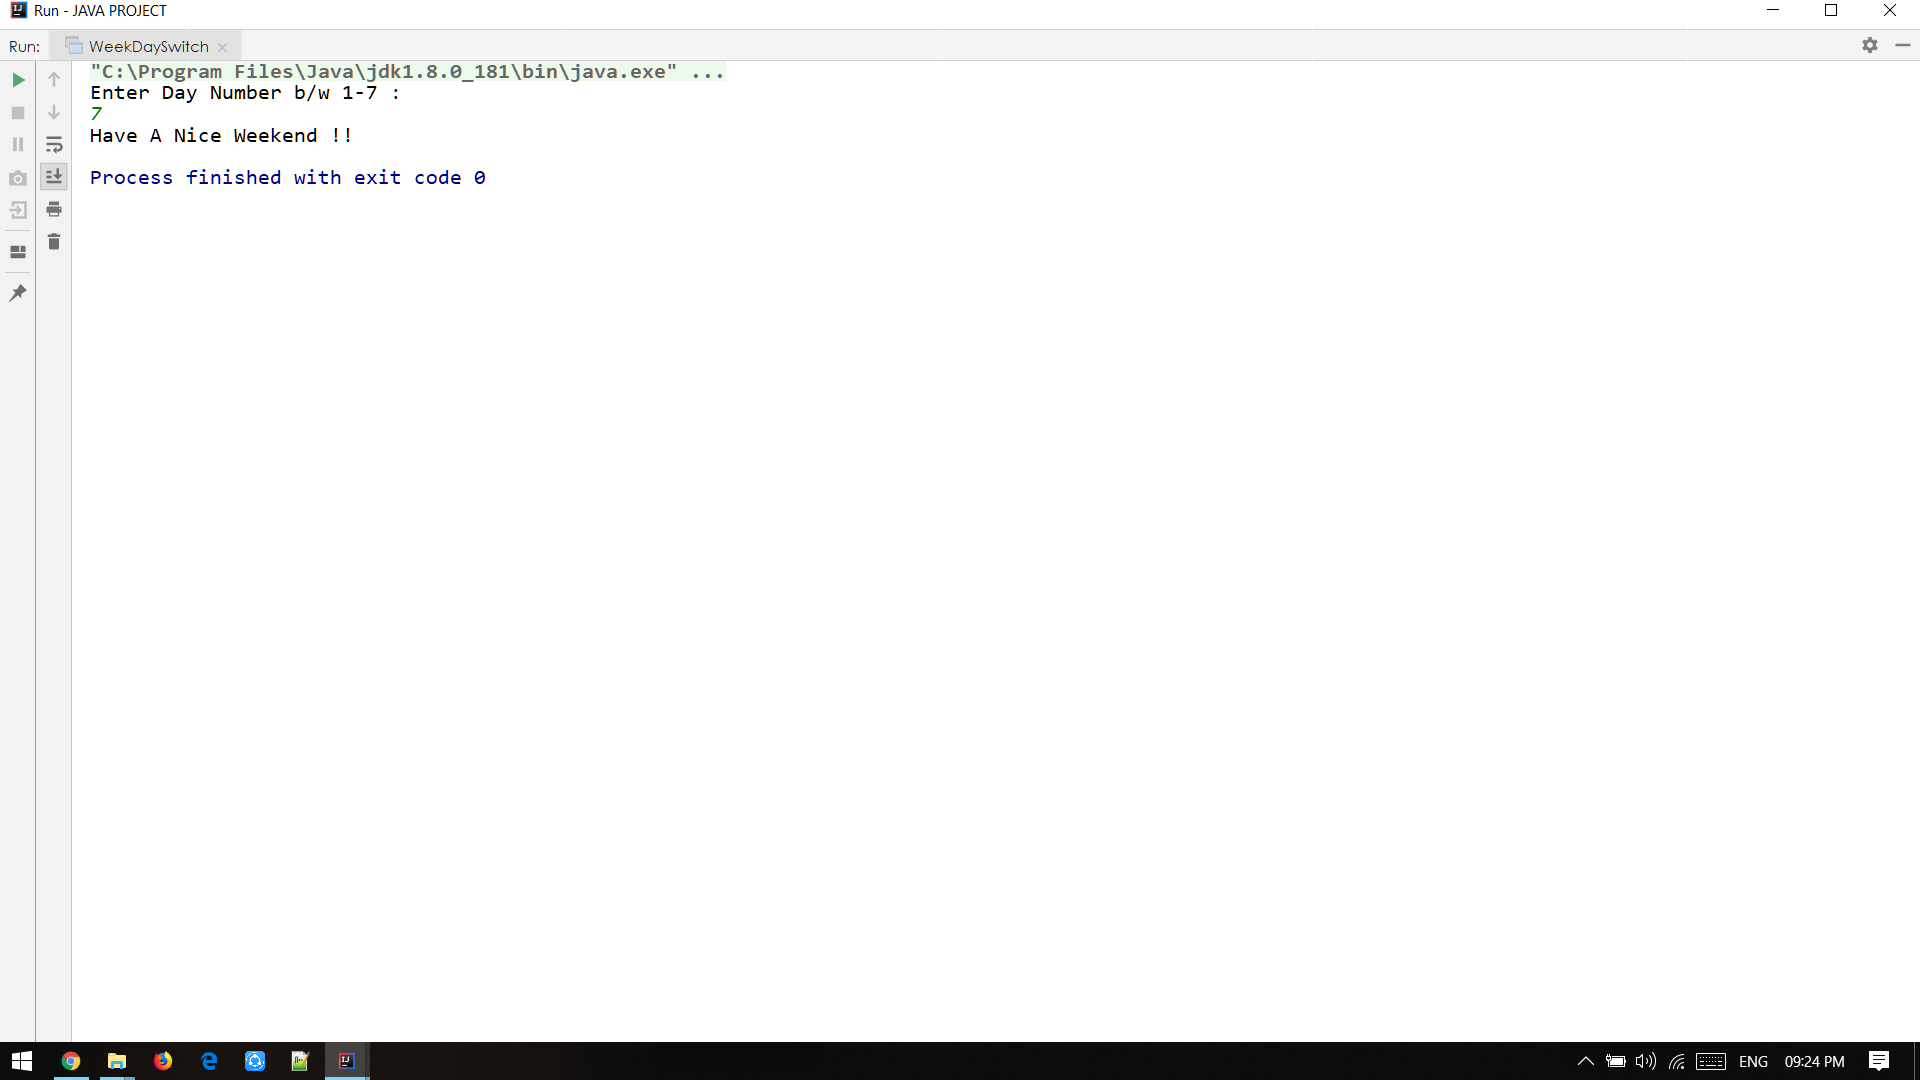 Run - JAVA PROJECT
Run: WeekDaySwitch
"C:\Program Files\Java\jdk1.8.0_181\bin\java.exe" ...
Enter Day Number b/w 1-7 :
7
Have A Nice Weekend !!
Process finished with exit code 0
ENG 09:24 PM